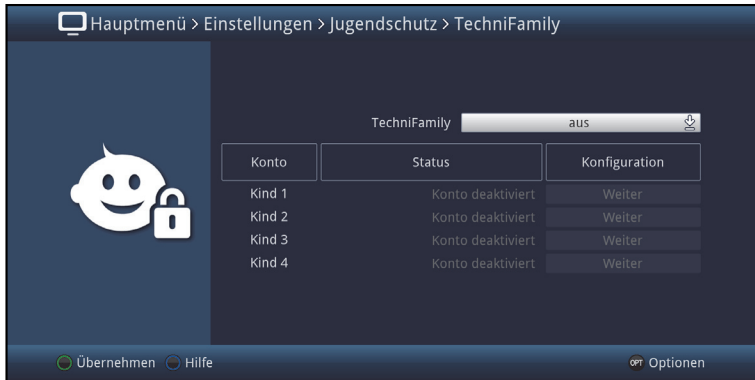 Hauptmenü > Einstellungen > Jugendschutz > TechniFamily
TechniFamily aus
Konto Status Konfiguration
Kind 1 Konto deaktiviert Weiter
Kind 2 Konto deaktiviert Weiter
Kind 3 Konto deaktiviert Weiter
Kind 4 Konto deaktiviert Weiter
Übernehmen Hilfe OPT Optionen